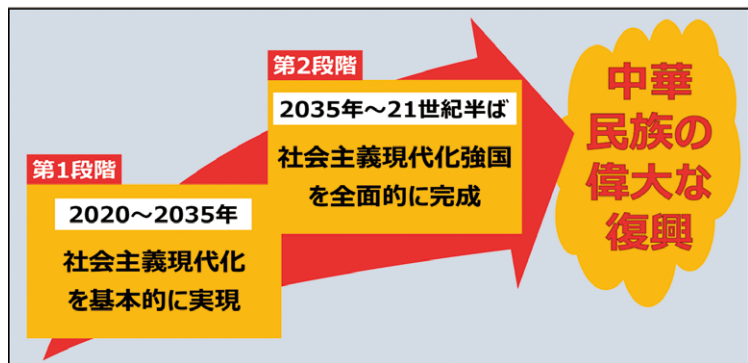 第1段階
2020～2035年
社会主義現代化
を基本的に実現
第2段階
2035年～21世紀半ば
社会主義現代化強国
を全面的に完成
中華
民族の
偉大な
復興